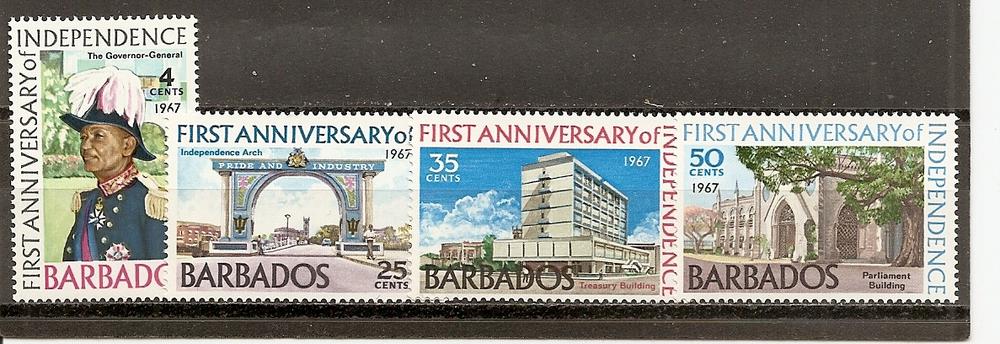 FIRST ANNIVERSARY of INDEPENDENCE
The Governor-General
4
CENTS
1967
BARBADO
FIRST ANNIVERSARY of
Independence Arch
1967
PRIDE AND INDUSTRY
BARBADOS
25
CENTS
FIRST ANNIVERSARY of
INDEPENDENCE
35
CENTS
1967
BARBADOS
Treasury Building
FIRST ANNIVERSARY of
INDEPENDENCE
50
CENTS
1967
BARBADOS
Parliament
Building